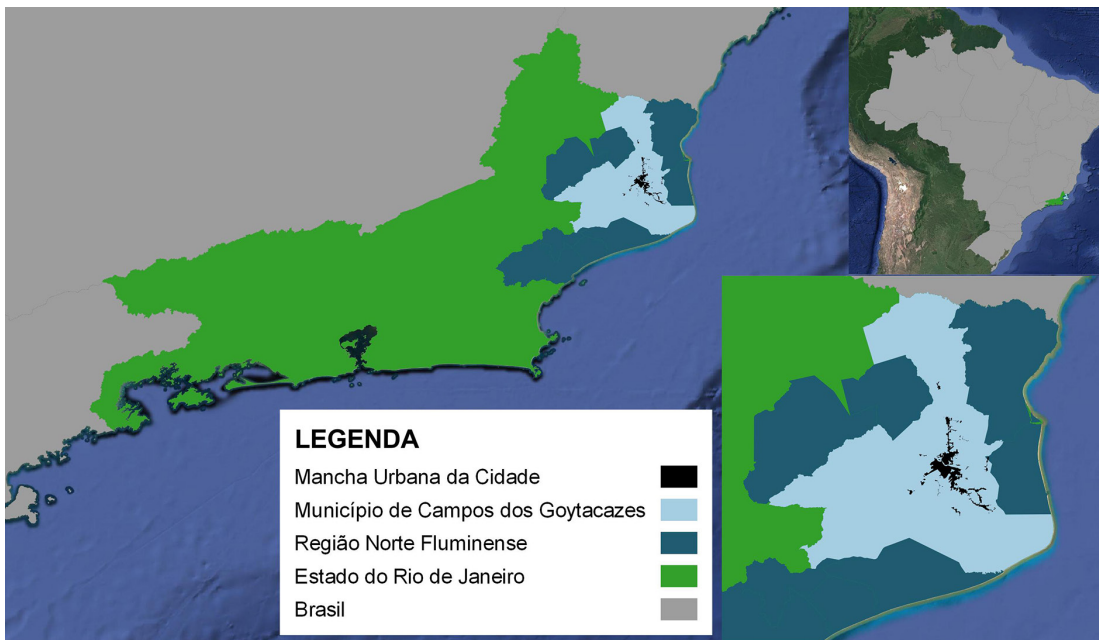 LEGENDA
Mancha Urbana da Cidade
Município de Campos dos Goytacazes
Região Norte Fluminense
Estado do Rio de Janeiro
Brasil